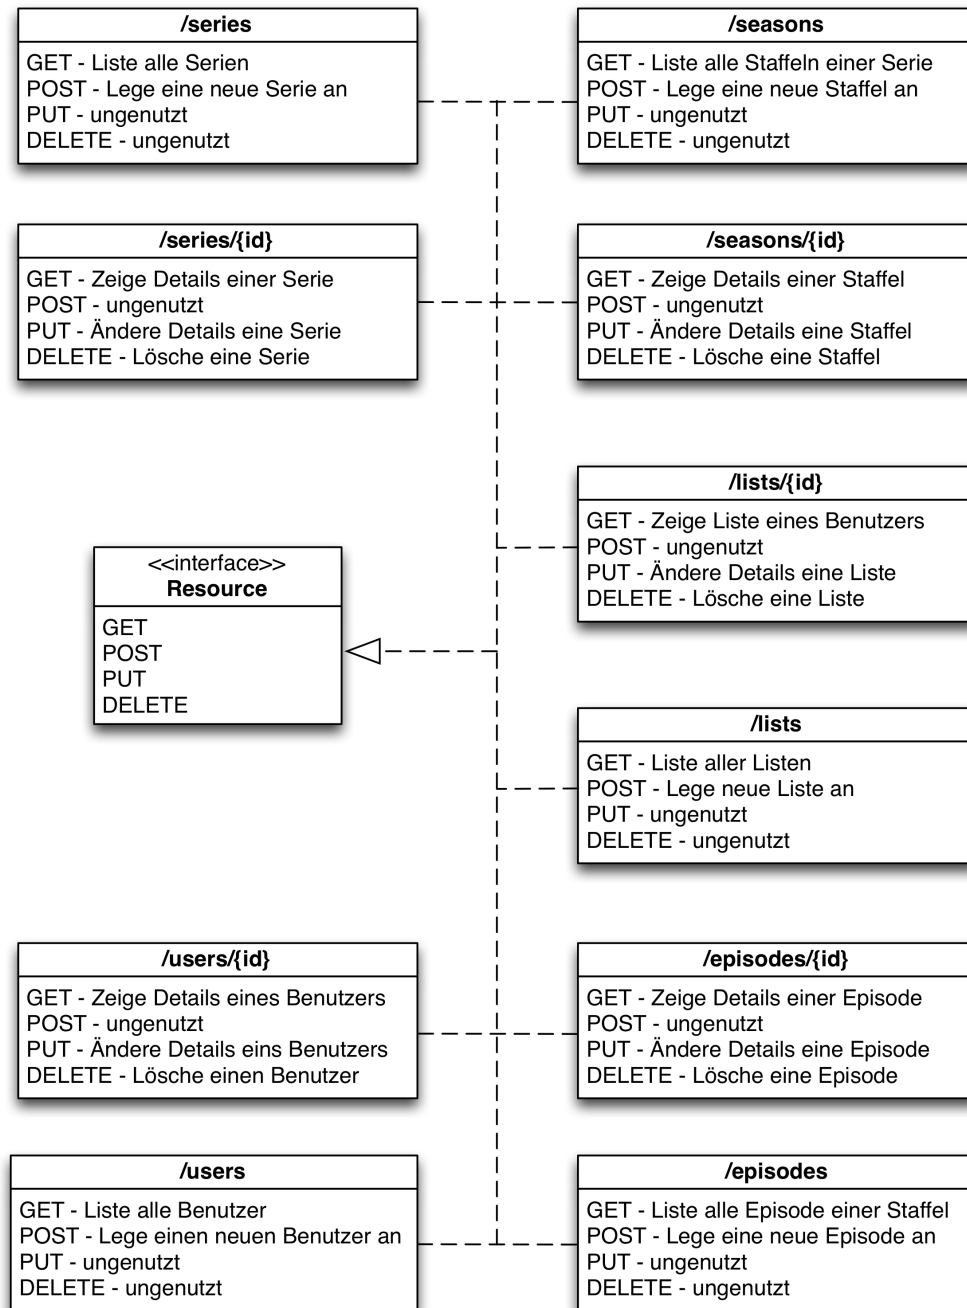 /series
GET - Liste alle Serien
POST - Lege eine neue Serie an
PUT - ungenutzt
DELETE - ungenutzt
/seasons
GET - Liste alle Staffeln einer Serie
POST - Lege eine neue Staffel an
PUT - ungenutzt
DELETE - ungenutzt
/series/{id}
GET - Zeige Details einer Serie
POST - ungenutzt
PUT - Ändere Details eine Serie
DELETE - Lösche eine Serie
/seasons/{id}
GET - Zeige Details einer Staffel
POST - ungenutzt
PUT - Ändere Details eine Staffel
DELETE - Lösche eine Staffel
/lists/{id}
GET - Zeige Liste eines Benutzers
POST - ungenutzt
PUT - Ändere Details eine Liste
DELETE - Lösche eine Liste
<<interface>>
Resource
GET
POST
PUT
DELETE
/lists
GET - Liste aller Listen
POST - Lege neue Liste an
PUT - ungenutzt
DELETE - ungenutzt
/users/{id}
GET - Zeige Details eines Benutzers
POST - ungenutzt
PUT - Ändere Details eins Benutzers
DELETE - Lösche einen Benutzer
/episodes/{id}
GET - Zeige Details einer Episode
POST - ungenutzt
PUT - Ändere Details eine Episode
DELETE - Lösche eine Episode
/users
GET - Liste alle Benutzer
POST - Lege einen neuen Benutzer an
PUT - ungenutzt
DELETE - ungenutzt
/episodes
GET - Liste alle Episode einer Staffel
POST - Lege eine neue Episode an
PUT - ungenutzt
DELETE - ungenutzt